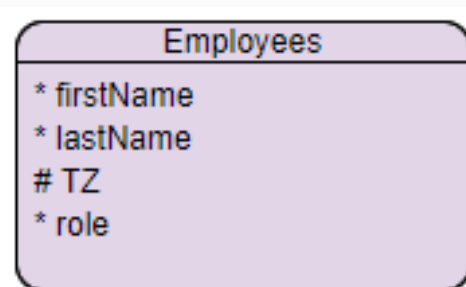 Employees
* firstName
* lastName
# TZ
* role